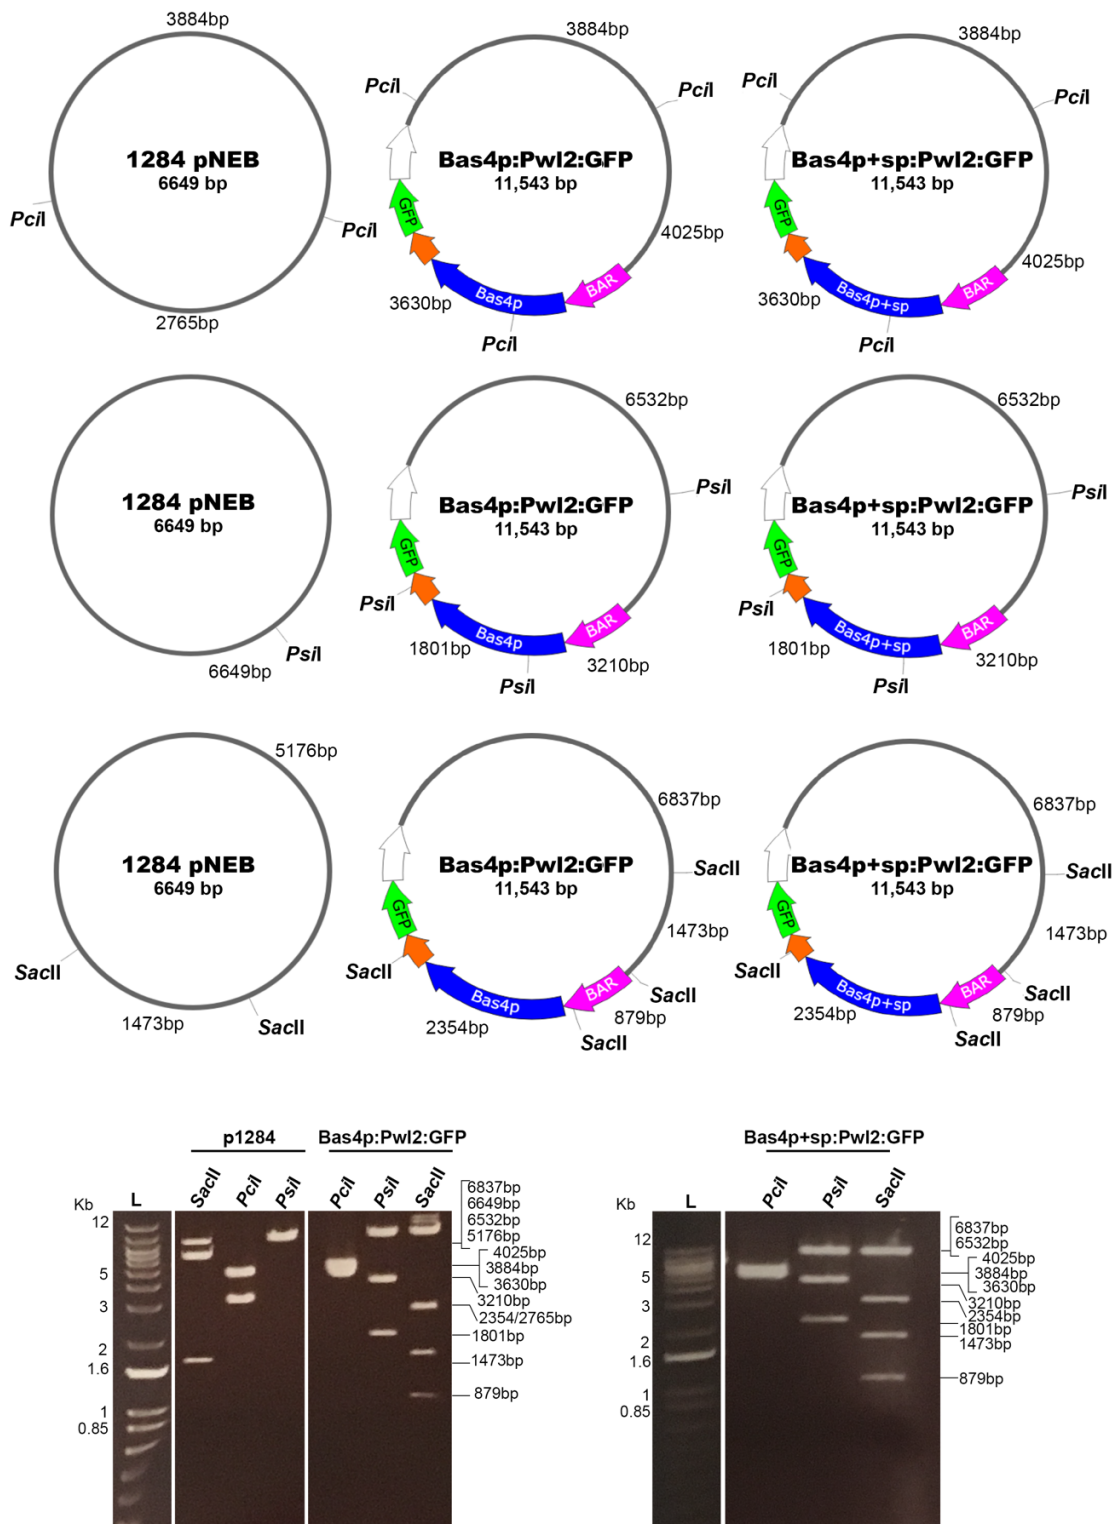 3884bp
3884bp
3884bp
PciI
PciI
PciI
PciI
1284 pNEB
6649 bp
Bas4p:Pwl2:GFP
11,543 bp
Bas4p+sp:Pwl2:GFP
11,543 bp
PciI
PciI
GFP
GFP
4025bp
4025bp
3630bp
Bas4p
BAR
3630bp
Bas4p+sp
BAR
2765bp
PciI
PciI
6532bp
6532bp
1284 pNEB
6649 bp
Bas4p:Pwl2:GFP
11,543 bp
PsiI
Bas4p+sp:Pwl2:GFP
11,543 bp
PsiI
GFP
GFP
PsiI
PsiI
PsiI
6649bp
1801bp
Bas4p
BAR
3210bp
1801bp
Bas4p+sp
BAR
3210bp
PsiI
PsiI
5176bp
6837bp
6837bp
1284 pNEB
6649 bp
Bas4p:Pwl2:GFP
11,543 bp
SacII
Bas4p+sp:Pwl2:GFP
11,543 bp
SacII
GFP
GFP
1473bp
1473bp
SacII
SacII
SacII
1473bp
SacII
2354bp
Bas4p
BAR
879bp
SacII
SacII
2354bp
Bas4p+sp
BAR
879bp
SacII
SacII
p1284
Bas4p:Pwl2:GFP
Kb
L
SacII
PciI
PsiI
PciI
PsiI
SacII
12
5
3
2
1.6
1
0.85
6837bp
6649bp
6532bp
5176bp
4025bp
3884bp
3630bp
3210bp
2354/2765bp
1801bp
1473bp
879bp
Bas4p+sp:Pwl2:GFP
Kb
L
PciI
PsiI
SacII
12
5
3
2
1.6
1
0.85
6837bp
6532bp
4025bp
3884bp
3630bp
3210bp
2354bp
1801bp
1473bp
879bp